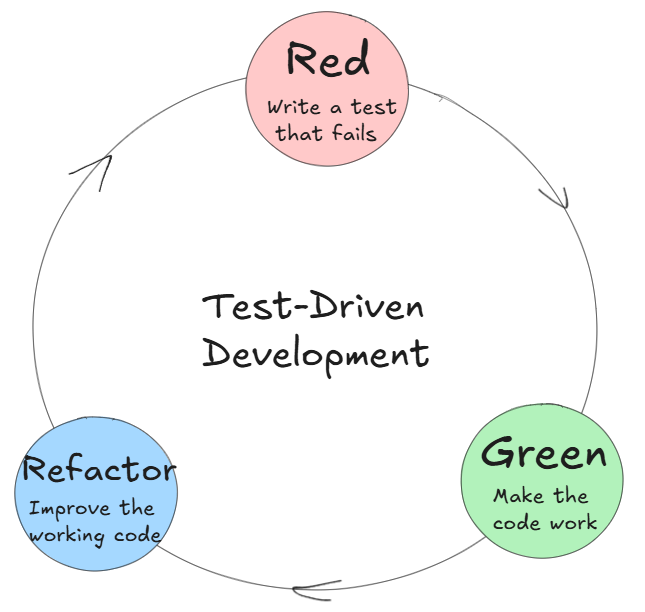 Red
Write a test
that fails
Test-Driven
Development
Green
Make the
code work
Refactor
Improve the
working code